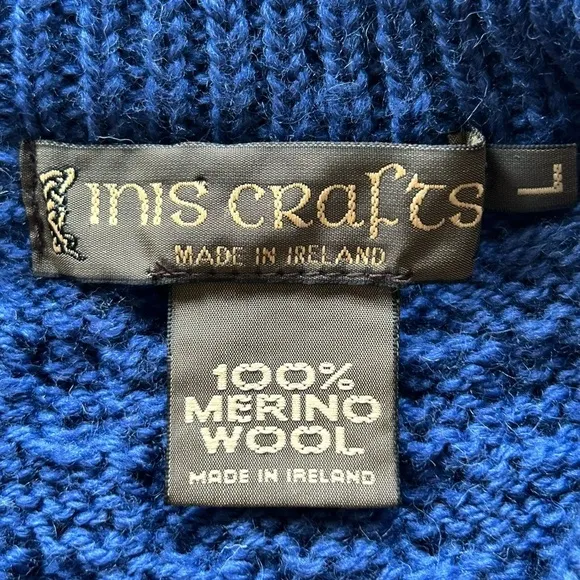 INIS CRAFTS
L
MADE IN IRELAND
100%
MERINO
WOOL
MADE IN IRELAND